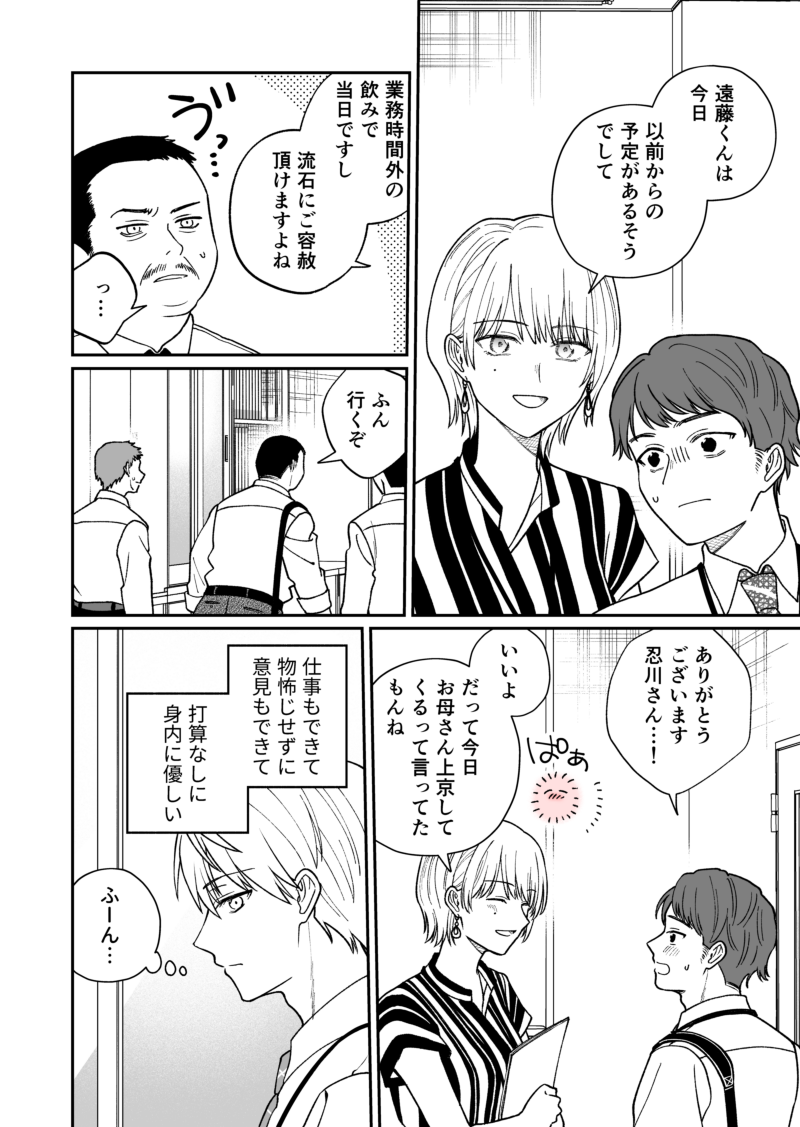 遠藤くんは
今日
以前からの
予定があるそう
でして
業務時間外の
飲みで
当日ですし
流石にご容赦
頂けますよね
ぅ゛っ…
っ…
ふん
行くぞ
ありがとう
ございます
忍川さん…!
ぱぁ
いいよ
だって今日
お母さん上京して
くるって言ってた
もんね
仕事もできて
物怖じせずに
意見もできて
打算なしに
身内に優しい
ふーん…